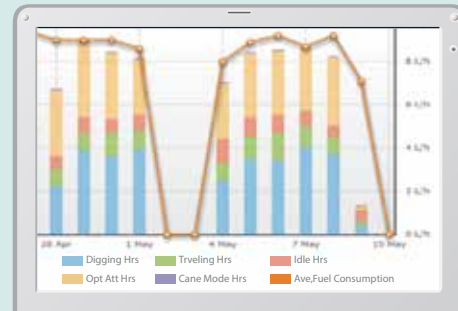 8 L/h
6 L/h
4 L/h
2 L/h
0 L/h
28 Apr 1 May 4 May 7 May 10 May
Digging Hrs Trveling Hrs Idle Hrs
Opt Att Hrs Cane Mode Hrs Ave,Fuel Consumption